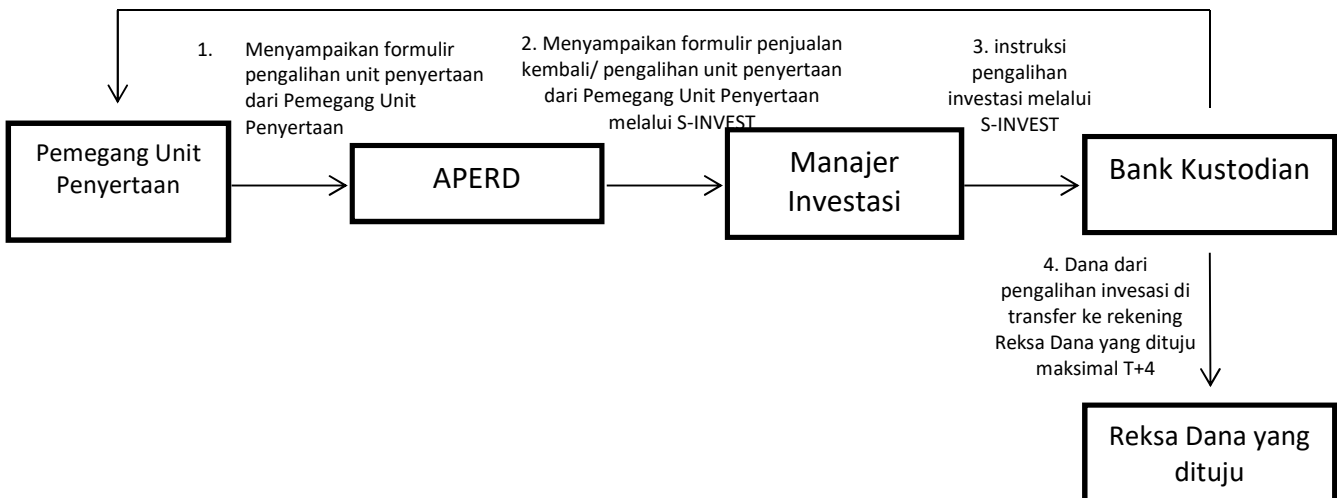 1. Menyampaikan formulir
pengalihan unit penyertaan
dari Pemegang Unit
Penyertaan
2. Menyampaikan formulir penjualan
kembali/ pengalihan unit penyertaan
dari Pemegang Unit Penyertaan
melalui S-INVEST
3. instruksi
pengalihan
investasi melalui
S-INVEST
Pemegang Unit
Penyertaan
APERD
Manajer
Investasi
Bank Kustodian
4. Dana dari
pengalihan invesasi di
transfer ke rekening
Reksa Dana yang dituju
maksimal T+4
Reksa Dana yang
dituju